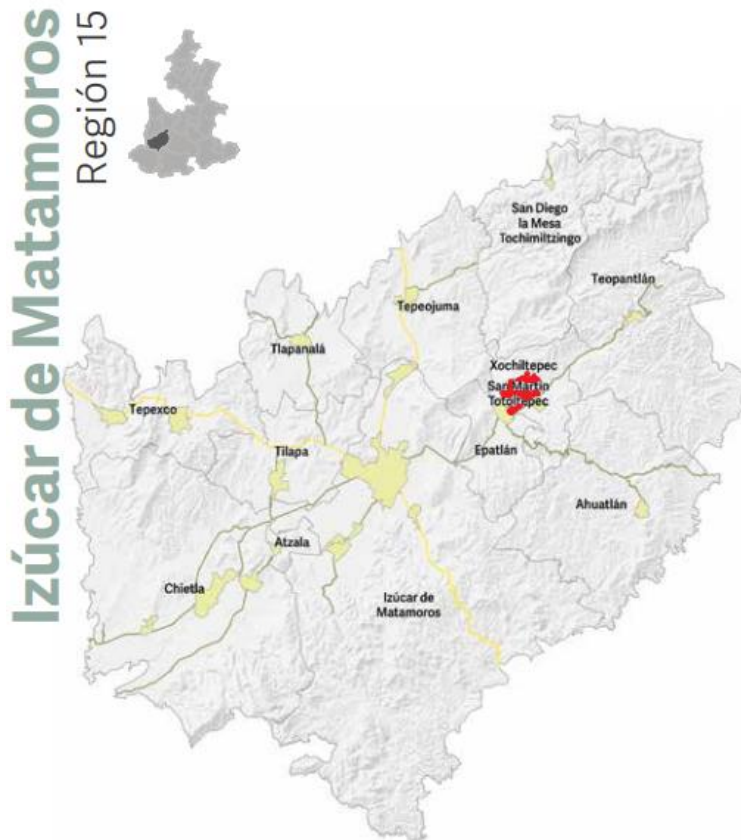 Izúcar de Matamoros
Región 15
San Diego
la Mesa
Tochimiltzingo
Teopantlán
Tepeojuma
Tlapanalá
Xochiltepec
San Martín
Totoltepec
Tepexco
Tilapa
Epatlán
Ahuatlán
Atzala
Chietla
Izúcar de
Matamoros